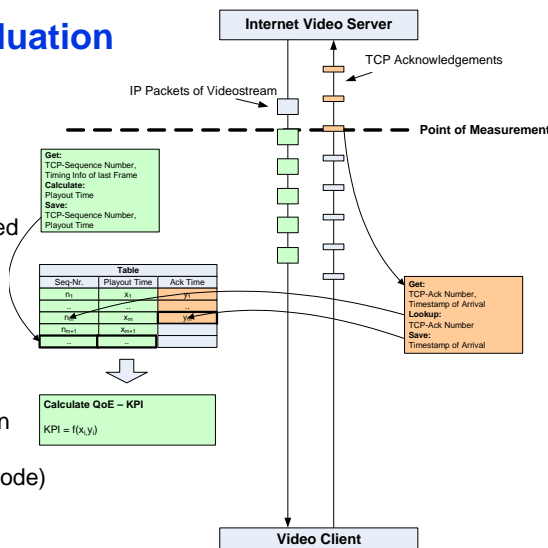 luation
Internet Video Server
TCP Acknowledgements
IP Packets of Videostream
Point of Measurement
Get:
TCP-Sequence Number,
Timing Info of last Frame
Calculate:
Playout Time
Save:
TCP-Sequence Number,
Playout Time
ed
Table
Seq-Nr. Playout Time Ack Time
n1 x1 y1
.. .. ..
nm xm ym
nm+1 xm+1
.. ..
Get:
TCP-Ack Number,
Timestamp of Arrival
Lookup:
TCP-Ack Number
Save:
Timestamp of Arrival
Calculate QoE – KPI
KPI = f(xi,yi)
n
ode)
Video Client